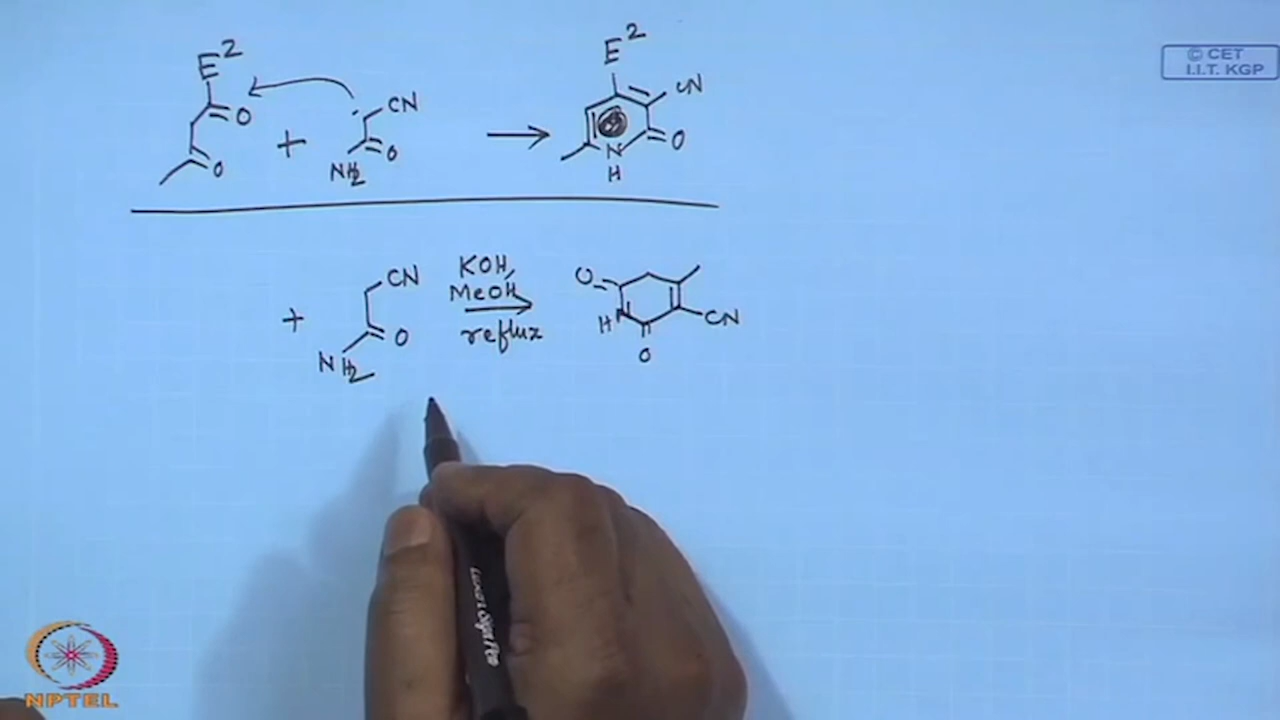 © CET
I.I.T. KGP
E²
O
O
+
CN
O
NH₂
→
E²
CN
O
N
H
+
CN
O
NH₂
KOH,
MeOH
reflux
O
H N
O
CN
NPTEL